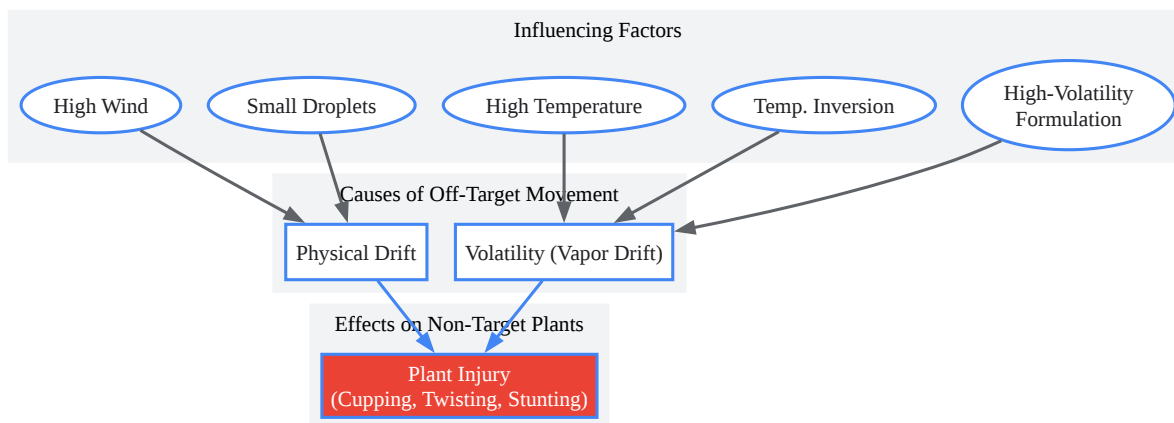 Influencing Factors
High Wind
Small Droplets
High Temperature
Temp. Inversion
High-Volatility
Formulation
Causes of Off-Target Movement
Physical Drift
Volatility (Vapor Drift)
Effects on Non-Target Plants
Plant Injury
(Cupping, Twisting, Stunting)